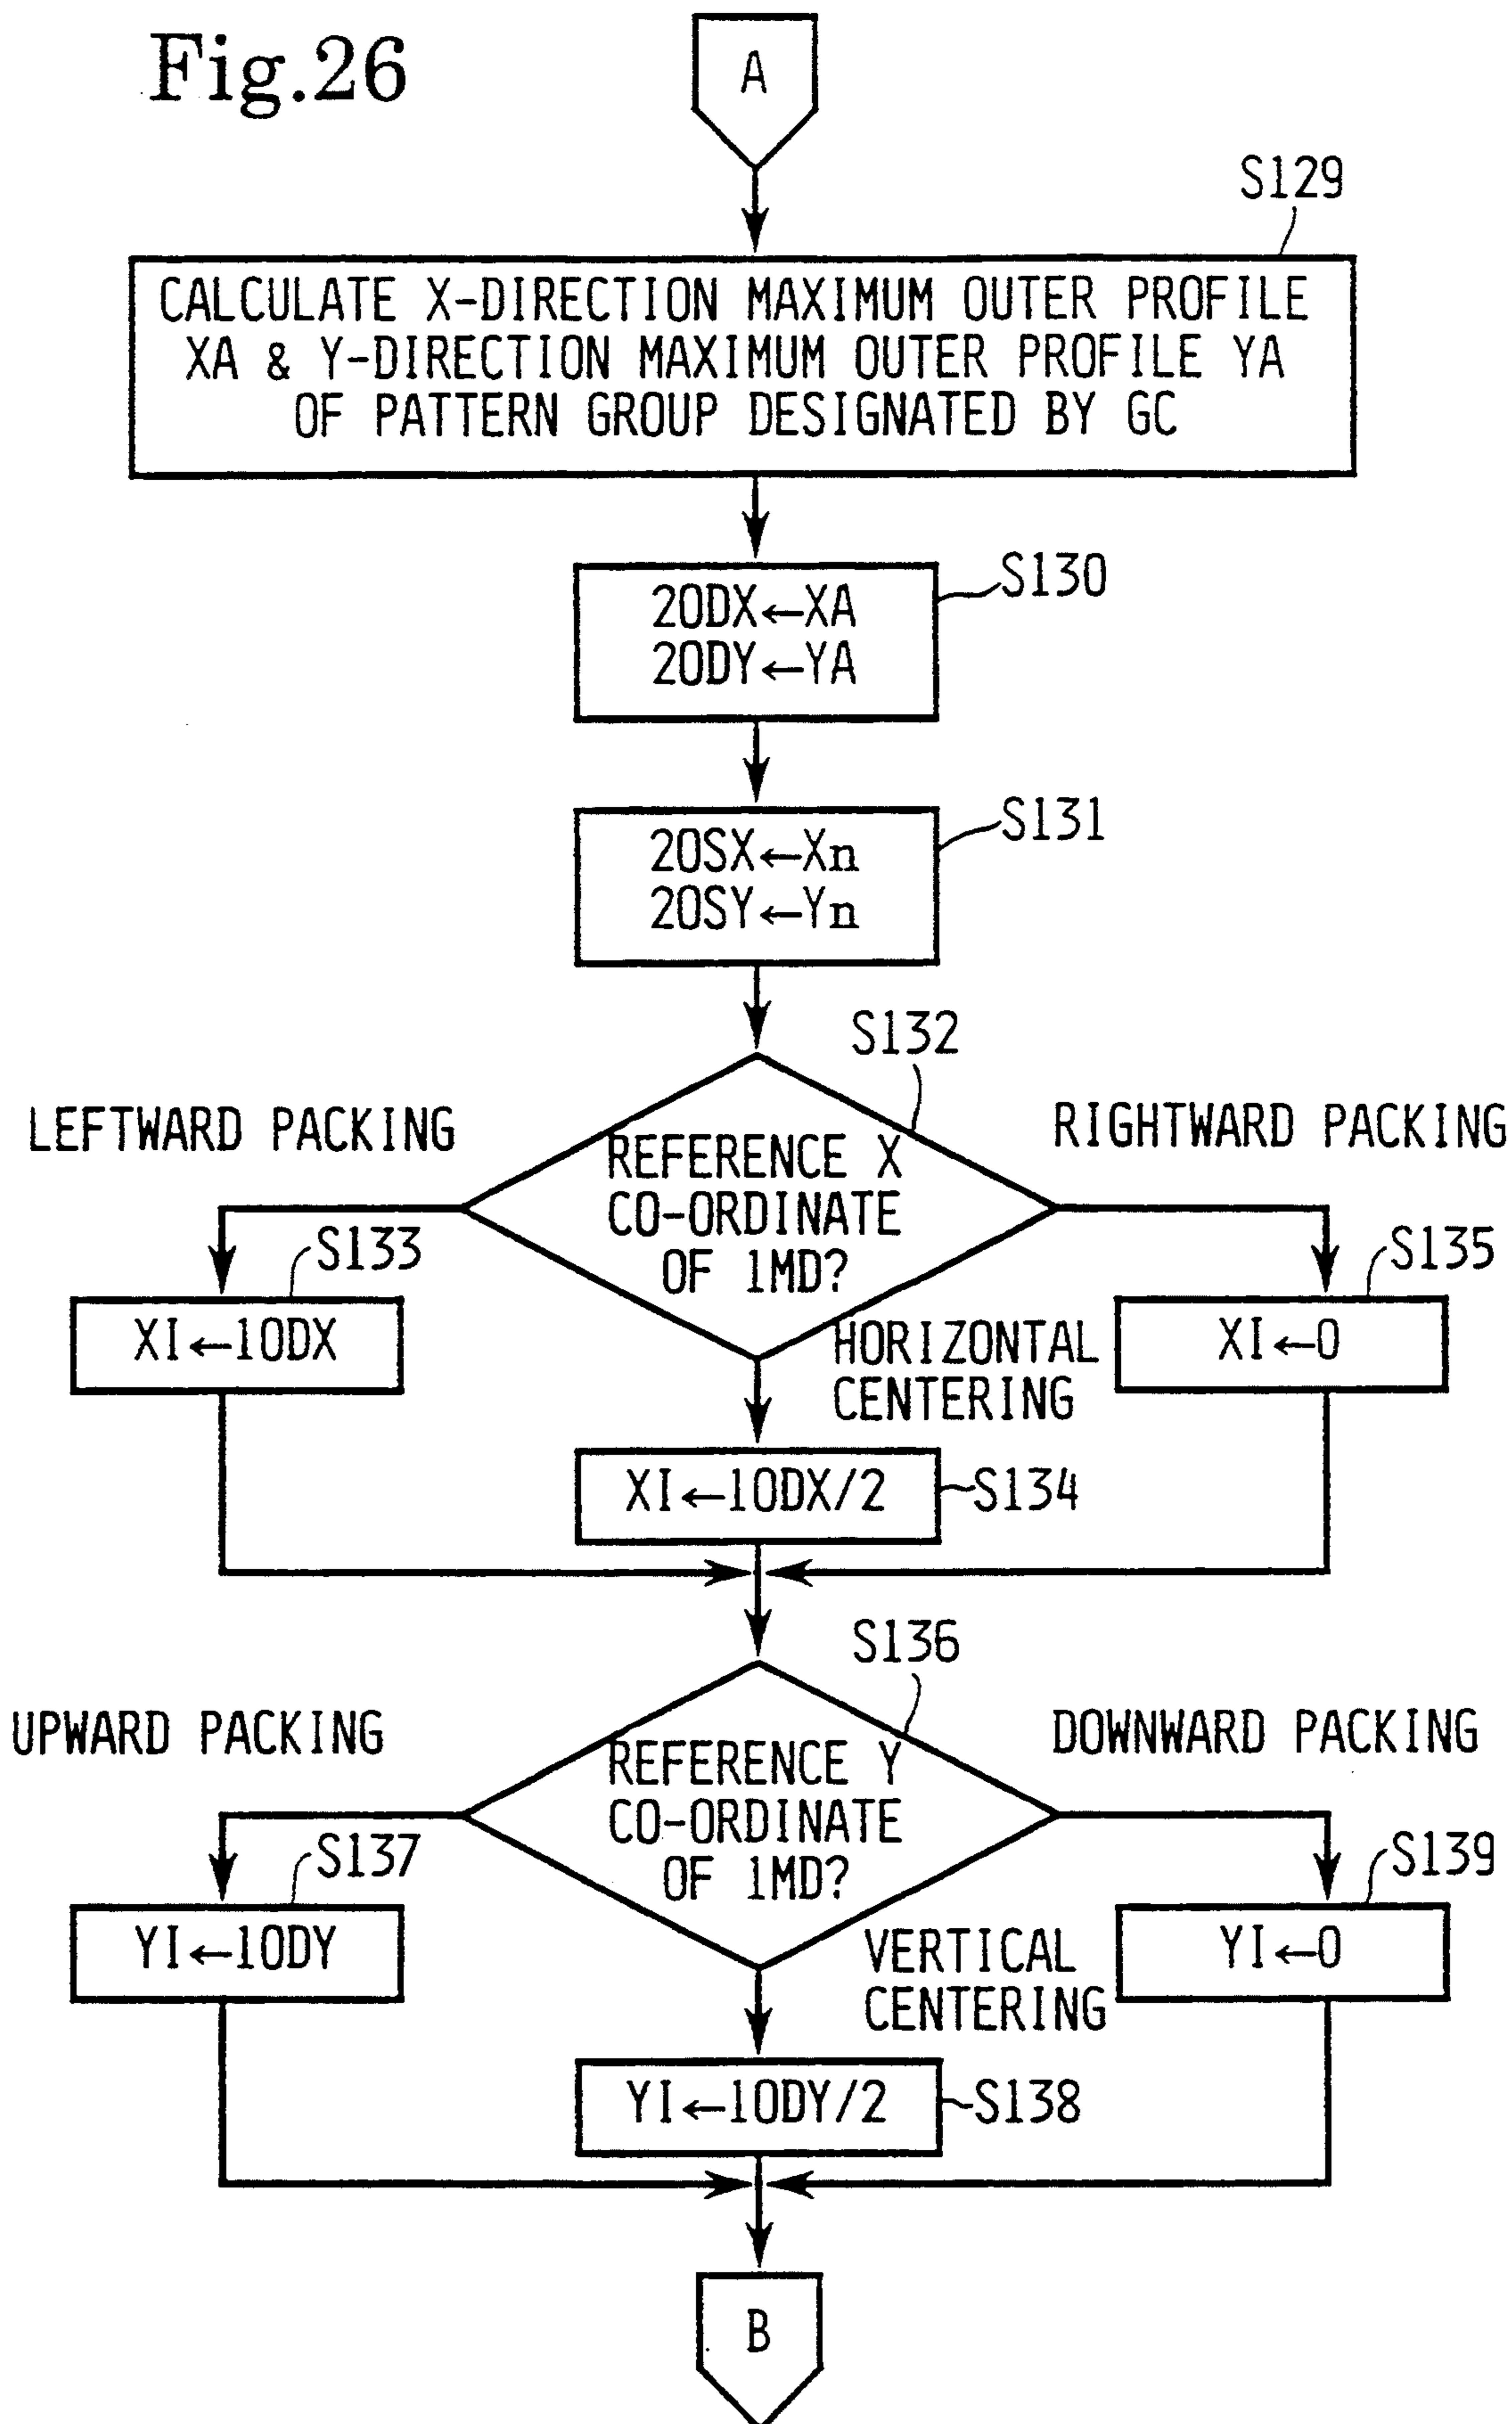 Fig.26
A
S129
CALCULATE X-DIRECTION MAXIMUM OUTER PROFILE
XA & Y-DIRECTION MAXIMUM OUTER PROFILE YA
OF PATTERN GROUP DESIGNATED BY GC
S130
20DX←XA
20DY←YA
S131
20SX←Xn
20SY←Yn
S132
LEFTWARD PACKING
RIGHTWARD PACKING
REFERENCE X
CO-ORDINATE
OF 1MD?
S133
S135
XI←10DX
HORIZONTAL
CENTERING
XI←0
XI←10DX/2
S134
S136
UPWARD PACKING
DOWNWARD PACKING
REFERENCE Y
CO-ORDINATE
OF 1MD?
S137
S139
YI←10DY
VERTICAL
CENTERING
YI←0
YI←10DY/2
S138
B